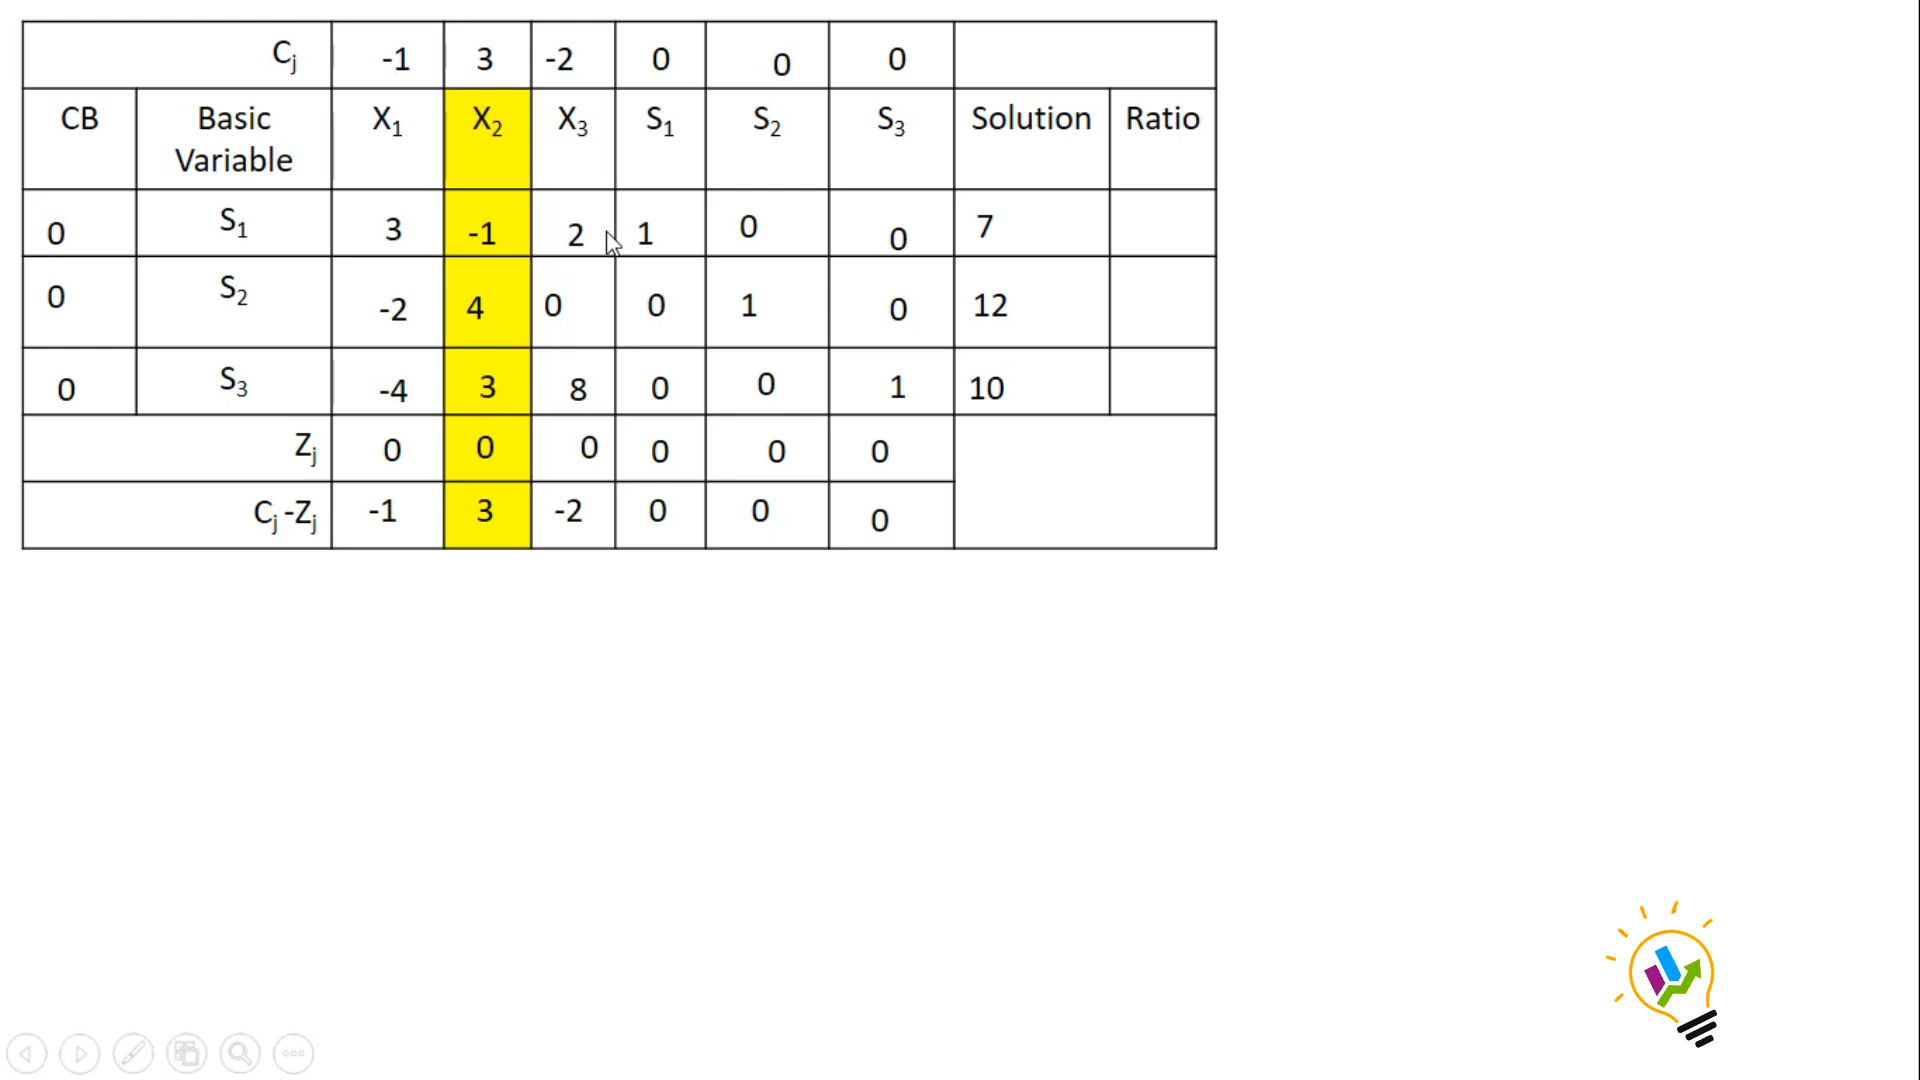 Cj -1 3 -2 0 0 0
CB Basic Variable X1 X2 X3 S1 S2 S3 Solution Ratio
0 S1 3 -1 2 1 0 0 7
0 S2 -2 4 0 0 1 0 12
0 S3 -4 3 8 0 0 1 10
Zj 0 0 0 0 0 0
Cj -Zj -1 3 -2 0 0 0